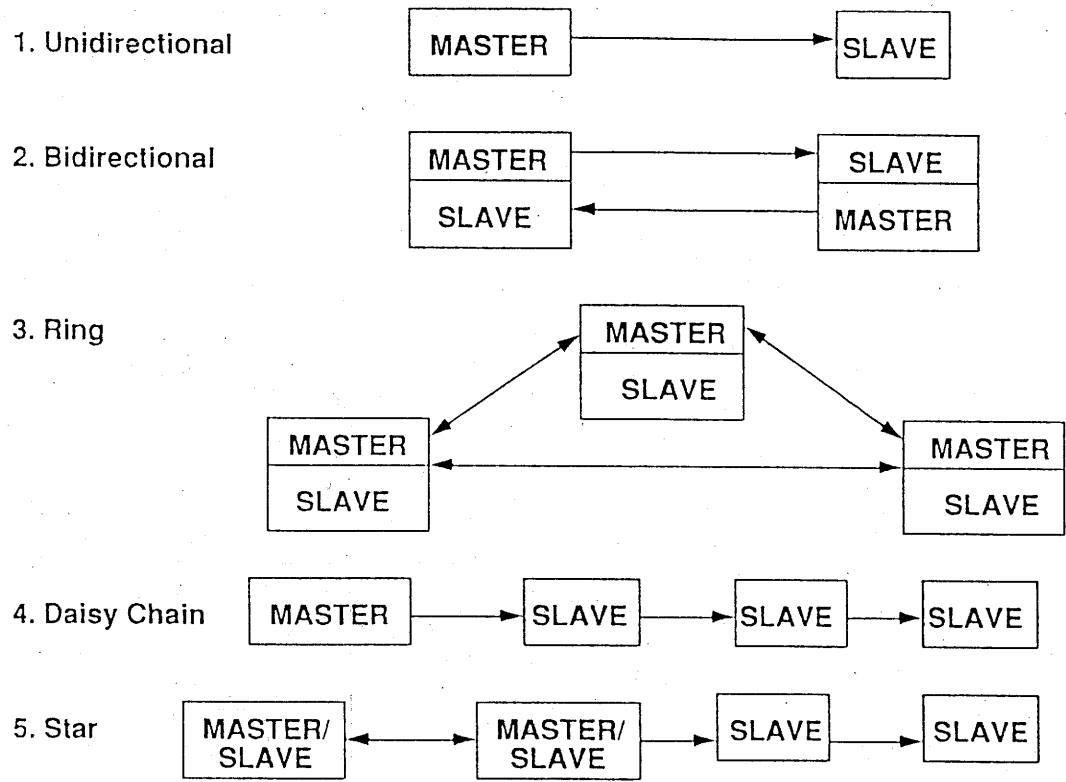 1. Unidirectional
MASTER
SLAVE
2. Bidirectional
MASTER
SLAVE
SLAVE
MASTER
3. Ring
MASTER
SLAVE
MASTER
SLAVE
MASTER
SLAVE
4. Daisy Chain
MASTER
SLAVE
SLAVE
SLAVE
5. Star
MASTER/
SLAVE
MASTER/
SLAVE
SLAVE
SLAVE